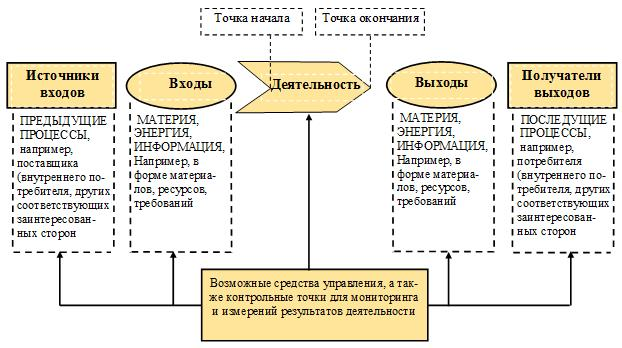 Точка начала
Точка окончания
Источники
входов
Входы
Деятельность
Выходы
Получатели
выходов
ПРЕДЫДУЩИЕ
ПРОЦЕССЫ,
например,
поставщика
(внутреннего по-
требителя, других
соответствующих
заинтересован-
ных сторон
МАТЕРИЯ,
ЭНЕРГИЯ,
ИНФОРМАЦИЯ,
Например, в
форме материа-
лов, ресурсов,
требований
МАТЕРИЯ,
ЭНЕРГИЯ,
ИНФОРМАЦИЯ,
Например, в
форме материа-
лов, ресурсов,
требований
ПОСЛЕДУЩИЕ
ПРОЦЕССЫ,
например,
потребителя
(внутреннего по-
требителя, других
соответствующих
заинтересован-
ных сторон
Возможные средства управления, а так-
же контрольные точки для мониторинга
и измерений результатов деятельности